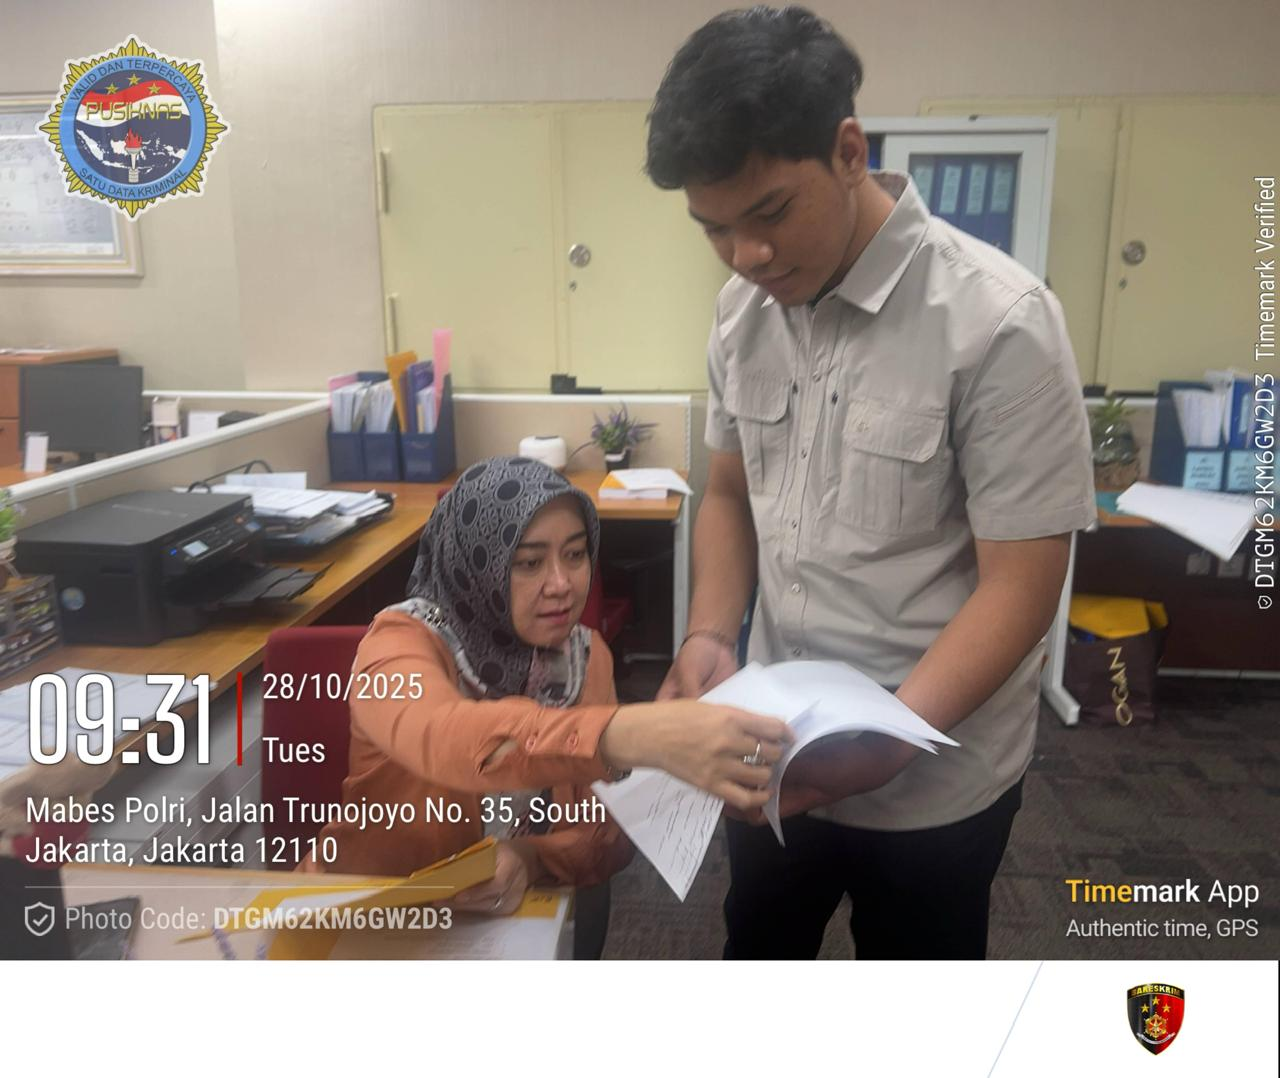 VALID DAN TERPERCAYA
PUSIKNAS
SATU DATA KRIMINAL
09:31
28/10/2025
Tues
Mabes Polri, Jalan Trunojoyo No. 35, South
Jakarta, Jakarta 12110
Photo Code: DTGM62KM6GW2D3
DTGM62KM6GW2D3 Timemark Verified
OGAN
Timemark App
Authentic time, GPS
BARESKRIM